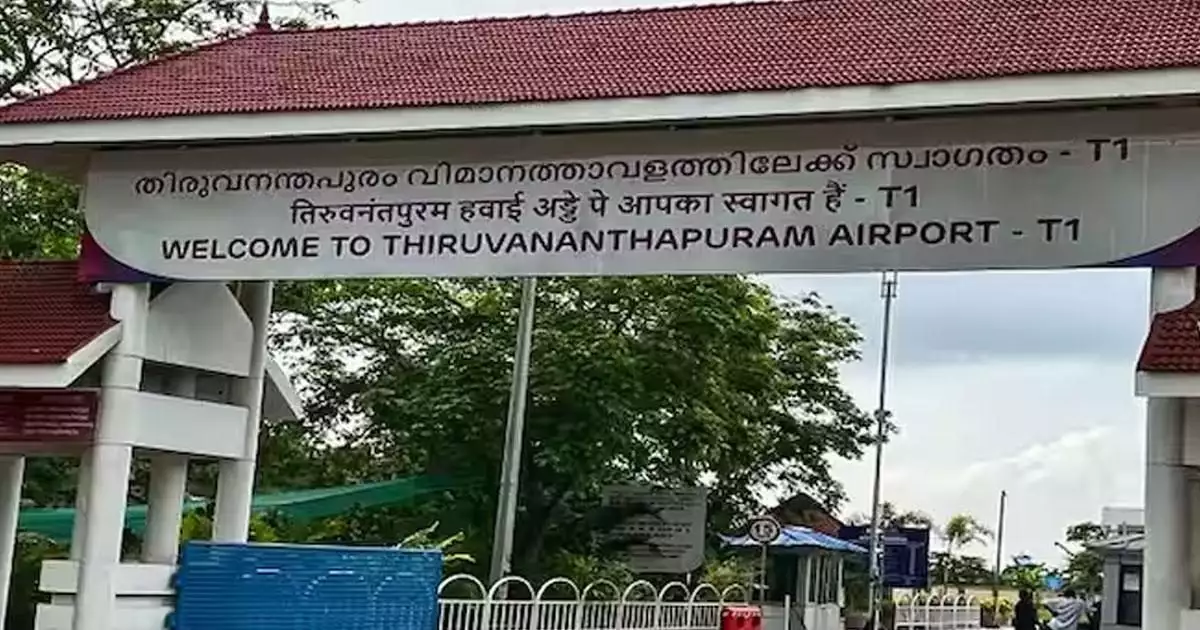 തിരുവനന്തപുരം വിമാനത്താവളത്തിലേക്ക് സ്വാഗതം - T1
तिरुवनंतपुरम हवाई अड्डे पे आपका स्वागत हैं - T1
WELCOME TO THIRUVANANTHAPURAM AIRPORT - T1
15